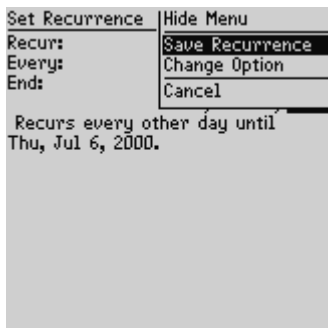 Set Recurrence
Hide Menu
Recur:
Save Recurrence
Every:
Change Option
End:
Cancel
Recurs every other day until
Thu, Jul 6, 2000.